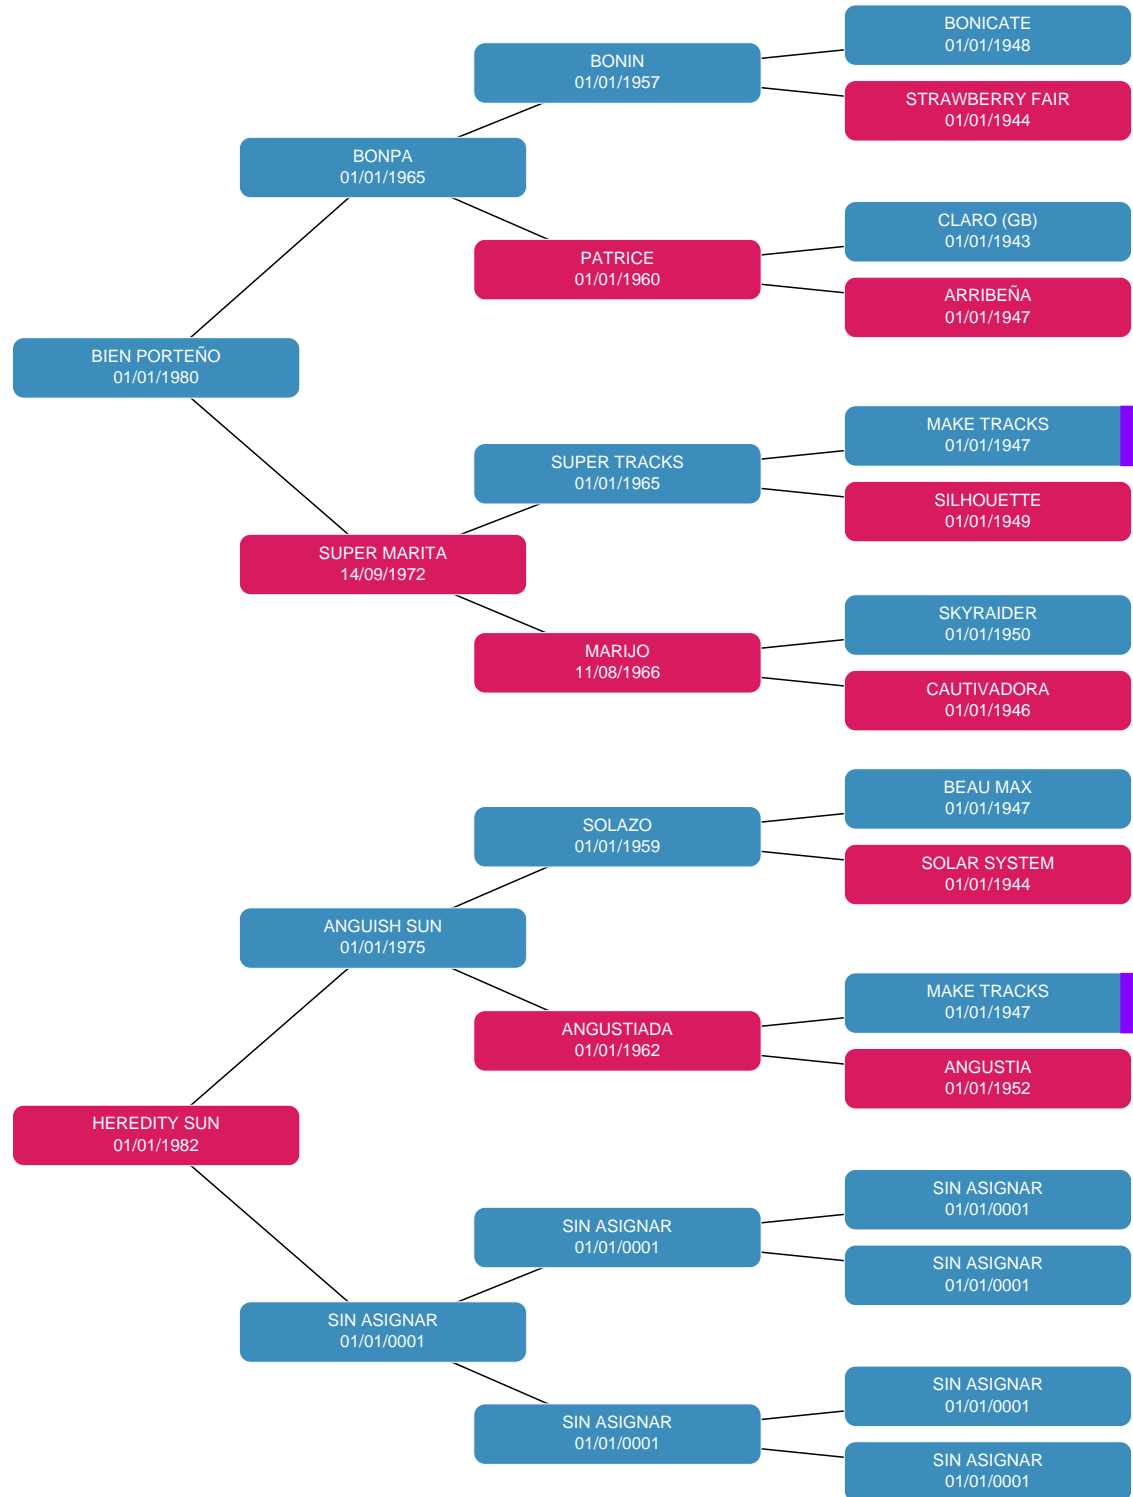 BONICATE
01/01/1948
BONIN
01/01/1957
STRAWBERRY FAIR
01/01/1944
BONPA
01/01/1965
CLARO (GB)
01/01/1943
PATRICE
01/01/1960
ARRIBEÑA
01/01/1947
BIEN PORTEÑO
01/01/1980
MAKE TRACKS
01/01/1947
SUPER TRACKS
01/01/1965
SILHOUETTE
01/01/1949
SUPER MARITA
14/09/1972
SKYRAIDER
01/01/1950
MARIJO
11/08/1966
CAUTIVADORA
01/01/1946
BEAU MAX
01/01/1947
SOLAZO
01/01/1959
SOLAR SYSTEM
01/01/1944
ANGUISH SUN
01/01/1975
MAKE TRACKS
01/01/1947
ANGUSTIADA
01/01/1962
ANGUSTIA
01/01/1952
HEREDITY SUN
01/01/1982
SIN ASIGNAR
01/01/0001
SIN ASIGNAR
01/01/0001
SIN ASIGNAR
01/01/0001
SIN ASIGNAR
01/01/0001
SIN ASIGNAR
01/01/0001
SIN ASIGNAR
01/01/0001
SIN ASIGNAR
01/01/0001